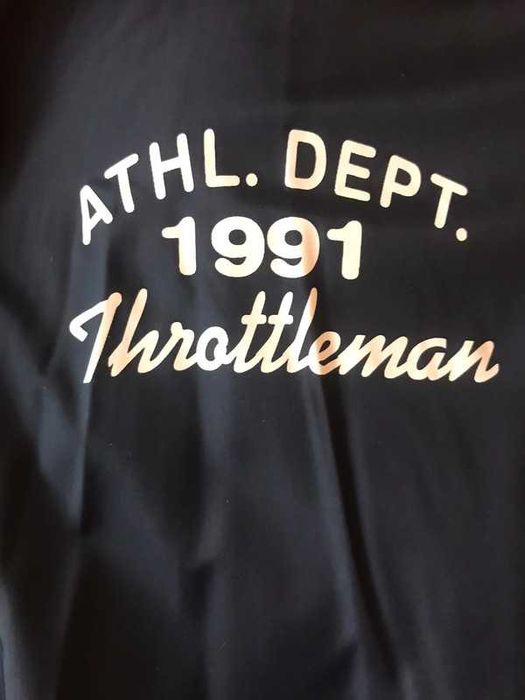 ATHL. DEPT.
1991
Throttleman